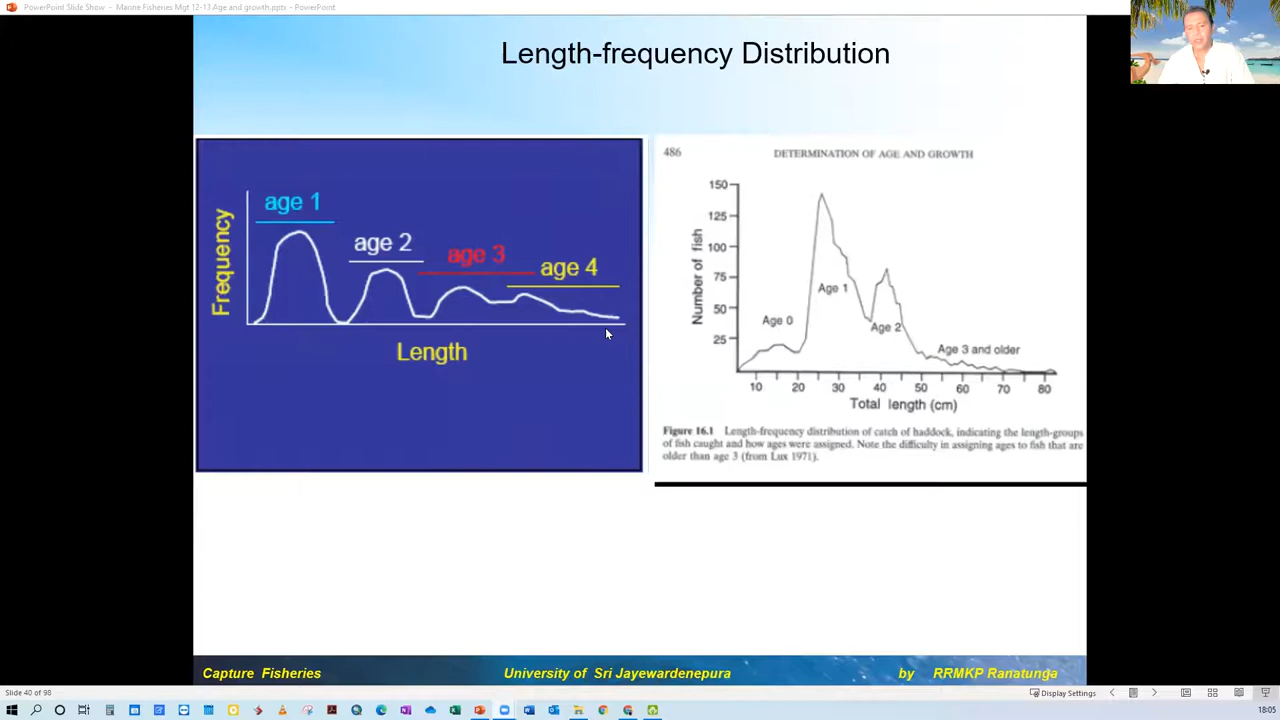 PowerPoint Slide Show - Marine Fisheries Mgt 12-13 Age and growth.pptx - PowerPoint
Length-frequency Distribution
age 1
age 2
age 3
age 4
Frequency
Length
486 DETERMINATION OF AGE AND GROWTH
150
125
100
75
50
25
Number of fish
Age 0
Age 1
Age 2
Age 3 and older
10 20 30 40 50 60 70 80
Total length (cm)
Figure 16.1 Length-frequency distribution of catch of haddock, indicating the length-groups
of fish caught and how ages were assigned. Note the difficulty in assigning ages to fish that are
older than age 3 (from Lux 1971).
Capture Fisheries University of Sri Jayewardenepura by RRMKP Ranatunga
Slide 40 of 98
Display Settings
18:05